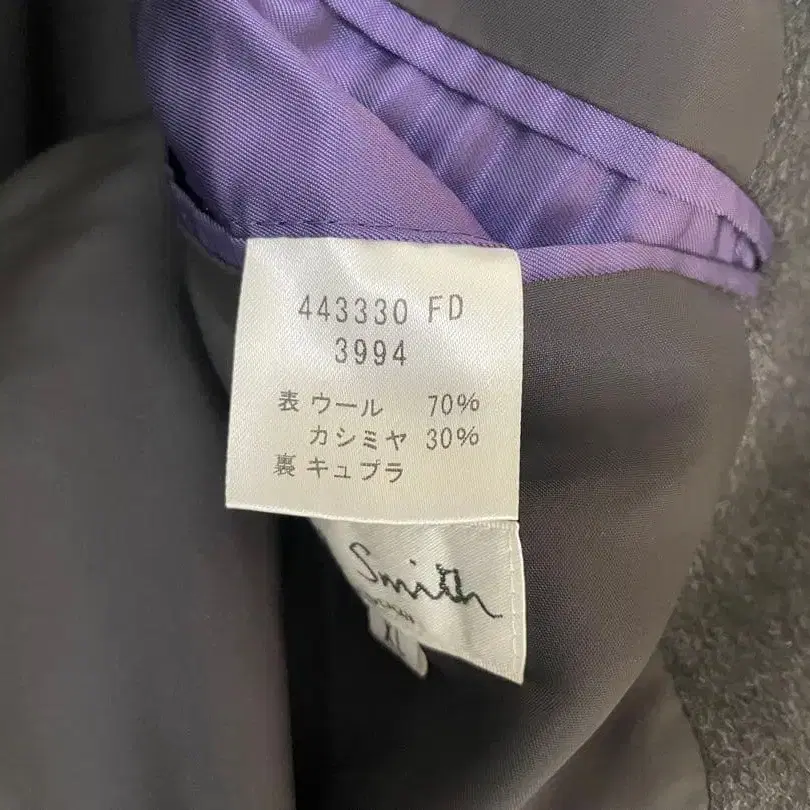 443330 FD
3994
表 ウール 70%
カシミヤ 30%
裏 キュプラ
Smith
XL